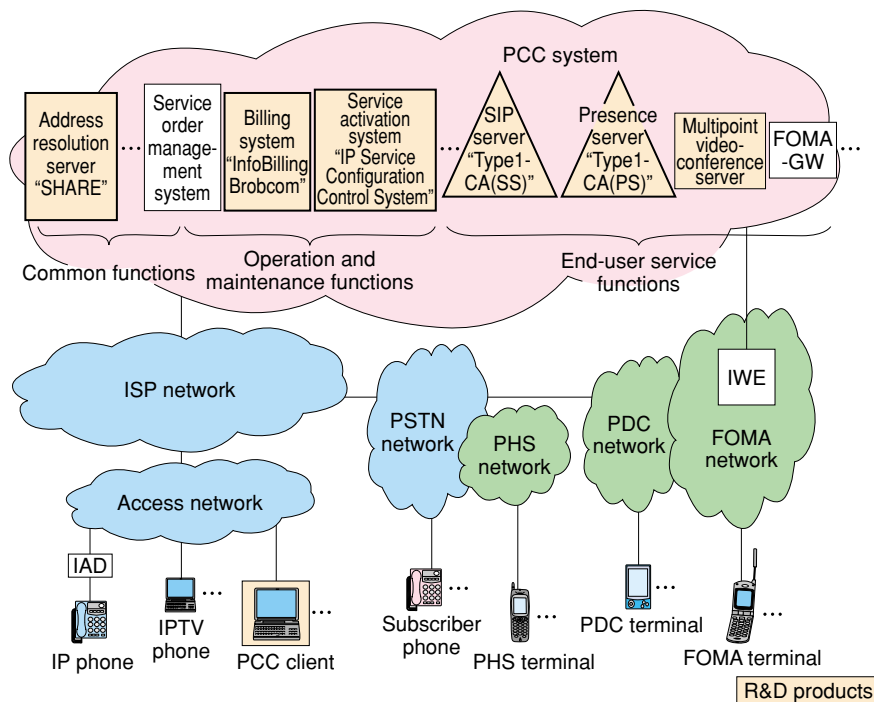 PCC system
Address
resolution
server
“SHARE”
...
Service
order
manage-
ment
system
Billing
system
“InfoBilling
Brobcom”
Service
activation
system
“IP Service
Configuration
Control System”
...
SIP
server
“Type1-
CA(SS)”
Presence
server
“Type1-
CA(PS)”
Multipoint
video-
conference
server
FOMA
-GW
...
Common functions
Operation and
maintenance functions
End-user service
functions
ISP network
PSTN
network
PHS
network
PDC
network
IWE
FOMA
network
Access network
IAD
IP phone
IPTV
phone
...
PCC client
...
Subscriber
phone
...
PHS terminal
...
PDC terminal
...
FOMA terminal
...
R&D products